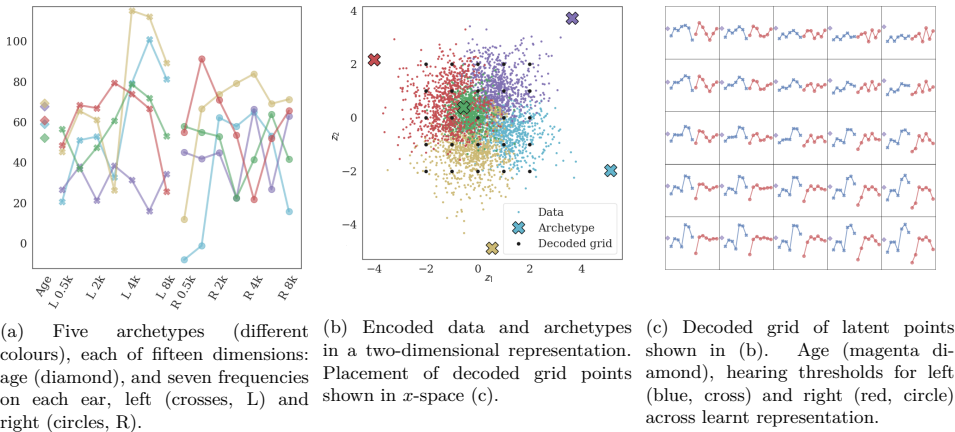 100
80
60
40
20
0
Age
L 0.5k
L 2k
L 4k
L 8k
R 0.5k
R 2k
R 4k
R 8k
4
2
0
−2
−4
z₂
−4
−2
0
2
4
z₁
Data
Archetype
Decoded grid
(a) Five archetypes (different
colours), each of fifteen dimensions:
age (diamond), and seven frequencies
on each ear, left (crosses, L) and
right (circles, R).
(b) Encoded data and archetypes
in a two-dimensional representation.
Placement of decoded grid points
shown in x-space (c).
(c) Decoded grid of latent points
shown in (b). Age (magenta di-
amond), hearing thresholds for left
(blue, cross) and right (red, circle)
across learnt representation.